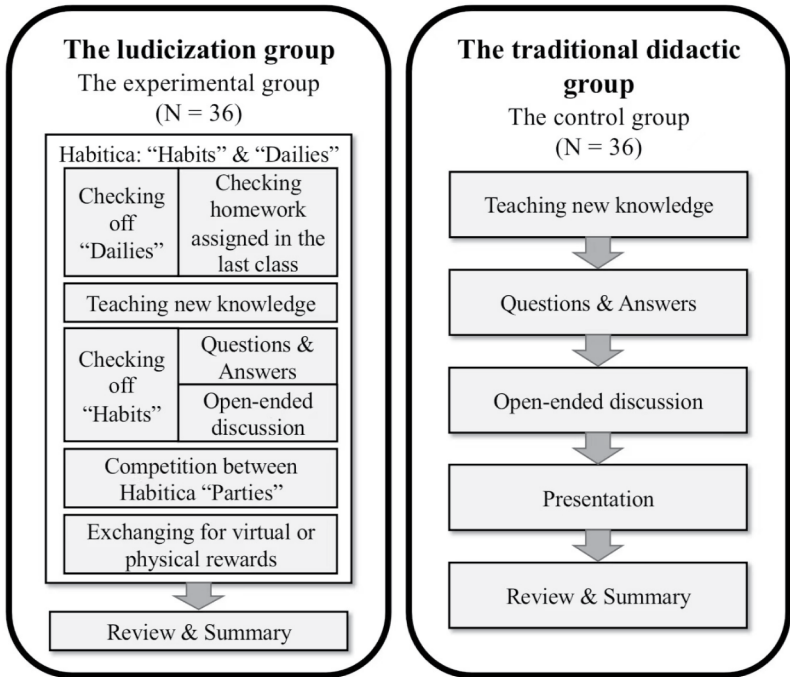 The ludicization group
The experimental group
(N = 36)
Habitica: “Habits” & “Dailies”
Checking
off
“Dailies”
Checking
homework
assigned in the
last class
Teaching new knowledge
Checking
off
“Habits”
Questions &
Answers
Open-ended
discussion
Competition between
Habitica “Parties”
Exchanging for virtual or
physical rewards
Review & Summary
The traditional didactic
group
The control group
(N = 36)
Teaching new knowledge
Questions & Answers
Open-ended discussion
Presentation
Review & Summary